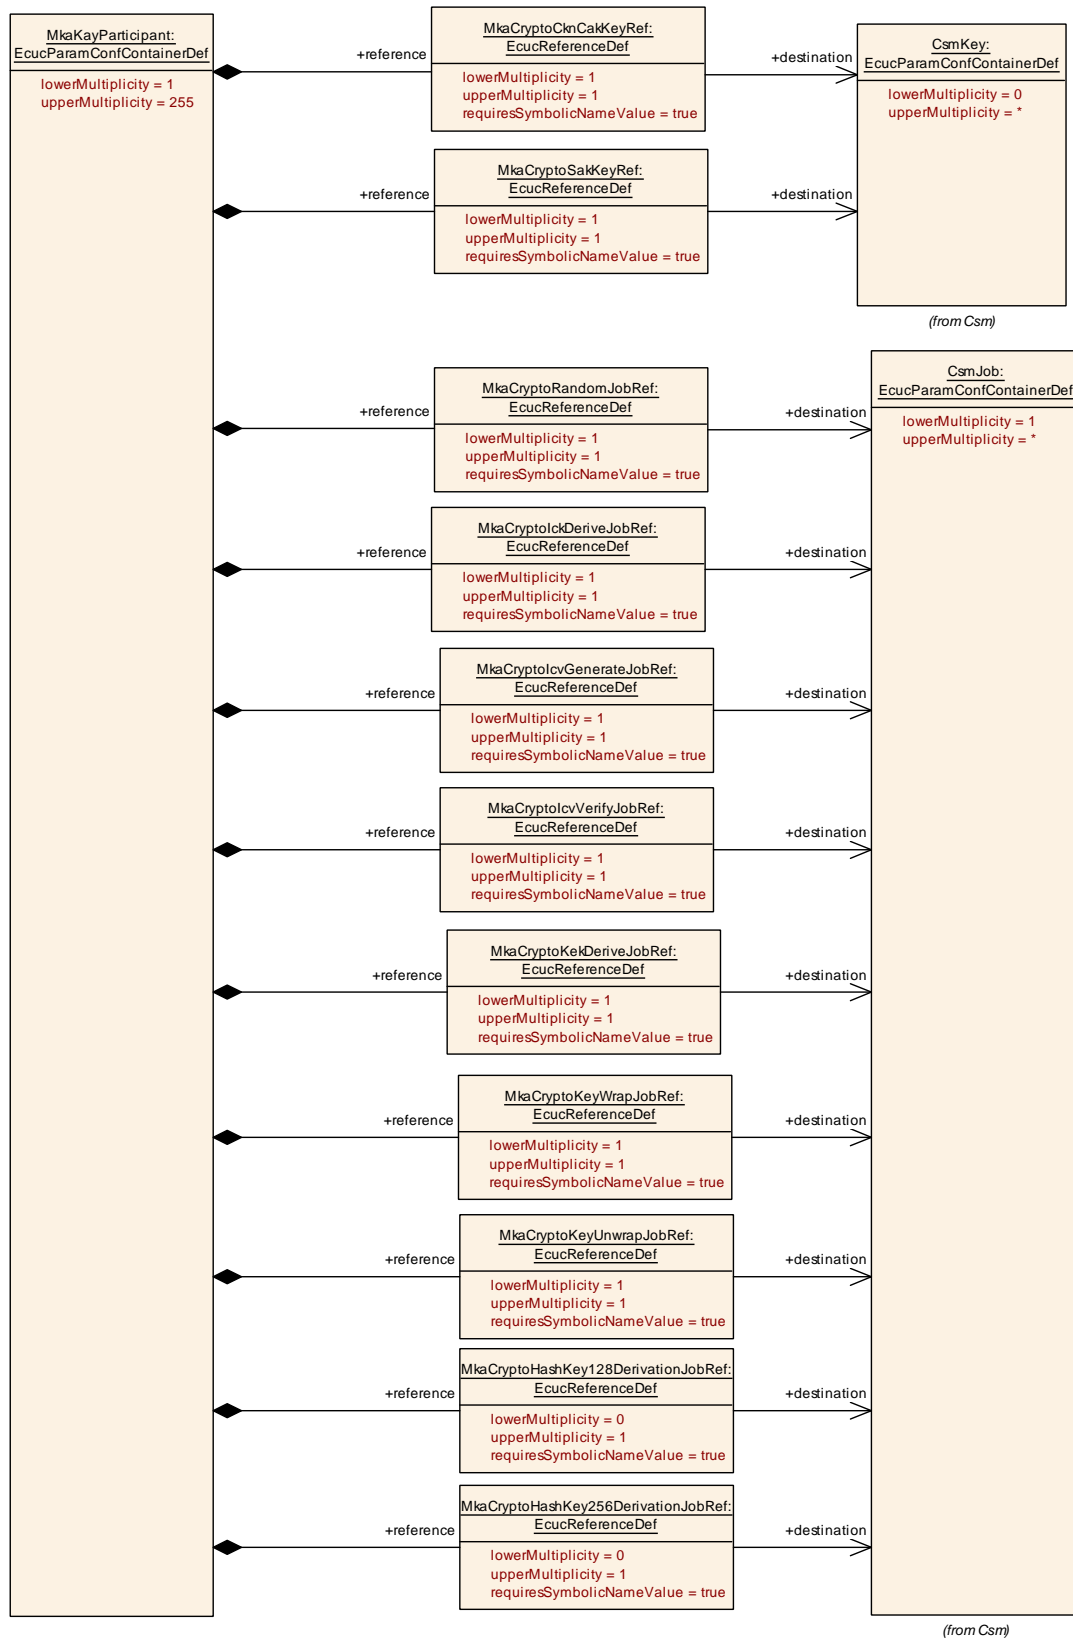 MkaKayParticipant:
EcucParamConfContainerDef
lowerMultiplicity = 1
upperMultiplicity = 255
+reference
MkaCryptoCknCakKeyRef:
EcucReferenceDef
lowerMultiplicity = 1
upperMultiplicity = 1
requiresSymbolicNameValue = true
+destination
CsmKey:
EcucParamConfContainerDef
lowerMultiplicity = 0
upperMultiplicity = *
+reference
MkaCryptoSakKeyRef:
EcucReferenceDef
lowerMultiplicity = 1
upperMultiplicity = 1
requiresSymbolicNameValue = true
+destination
(from Csm)
+reference
MkaCryptoRandomJobRef:
EcucReferenceDef
lowerMultiplicity = 1
upperMultiplicity = 1
requiresSymbolicNameValue = true
+destination
CsmJob:
EcucParamConfContainerDef
lowerMultiplicity = 1
upperMultiplicity = *
+reference
MkaCryptoIckDeriveJobRef:
EcucReferenceDef
lowerMultiplicity = 1
upperMultiplicity = 1
requiresSymbolicNameValue = true
+destination
+reference
MkaCryptoIcvGenerateJobRef:
EcucReferenceDef
lowerMultiplicity = 1
upperMultiplicity = 1
requiresSymbolicNameValue = true
+destination
+reference
MkaCryptoIcvVerifyJobRef:
EcucReferenceDef
lowerMultiplicity = 1
upperMultiplicity = 1
requiresSymbolicNameValue = true
+destination
+reference
MkaCryptoKekDeriveJobRef:
EcucReferenceDef
lowerMultiplicity = 1
upperMultiplicity = 1
requiresSymbolicNameValue = true
+destination
+reference
MkaCryptoKeyWrapJobRef:
EcucReferenceDef
lowerMultiplicity = 1
upperMultiplicity = 1
requiresSymbolicNameValue = true
+destination
+reference
MkaCryptoKeyUnwrapJobRef:
EcucReferenceDef
lowerMultiplicity = 1
upperMultiplicity = 1
requiresSymbolicNameValue = true
+destination
+reference
MkaCryptoHashKey128DerivationJobRef:
EcucReferenceDef
lowerMultiplicity = 0
upperMultiplicity = 1
requiresSymbolicNameValue = true
+destination
+reference
MkaCryptoHashKey256DerivationJobRef:
EcucReferenceDef
lowerMultiplicity = 0
upperMultiplicity = 1
requiresSymbolicNameValue = true
+destination
(from Csm)